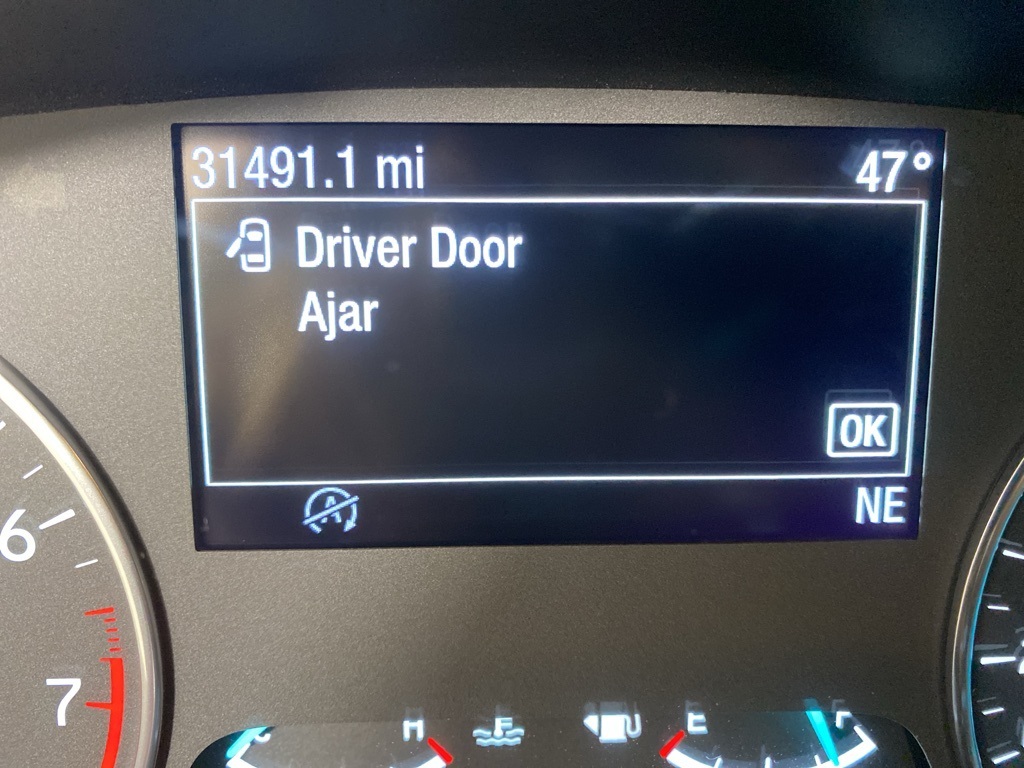 31491.1 mi 47°
Driver Door
Ajar
OK
A NE
6
7
H E F